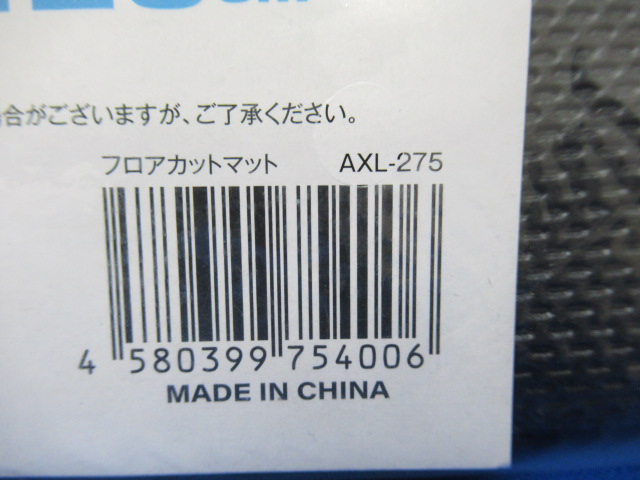 合がございますが、ご了承ください。
フロアカットマット AXL-275
4 580399 754006
MADE IN CHINA